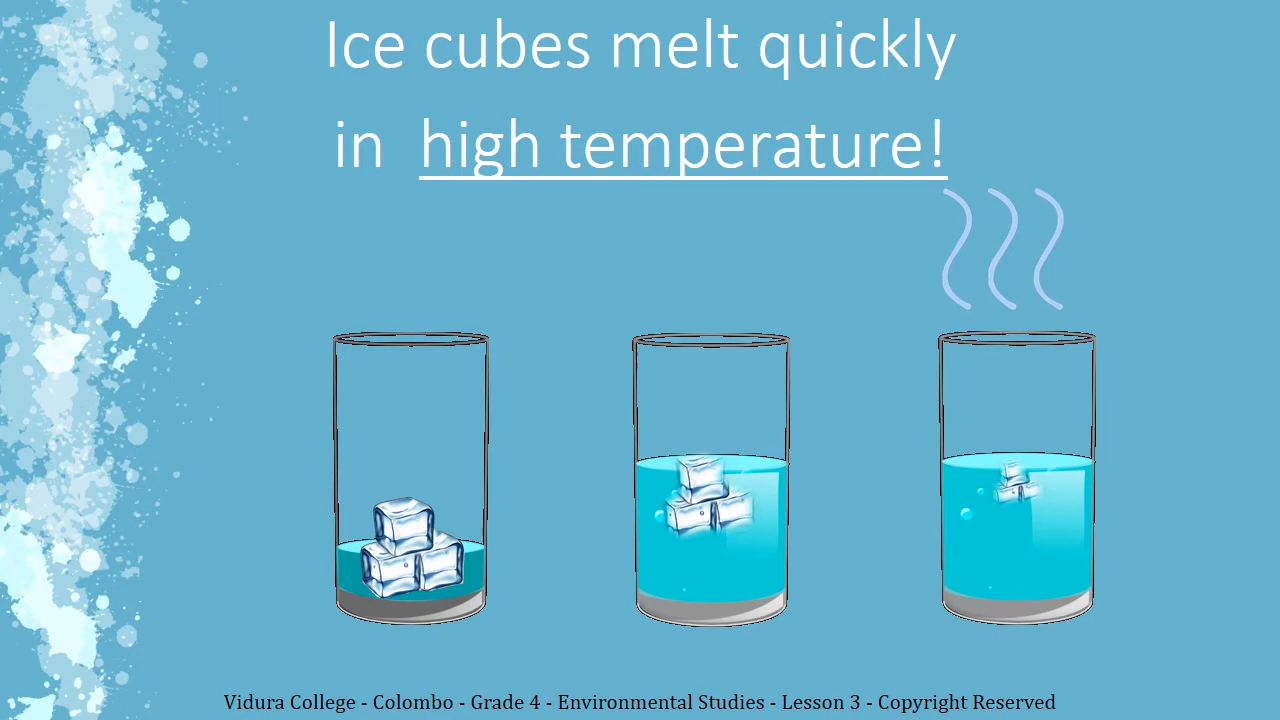 Ice cubes melt quickly
in high temperature!
Vidura College - Colombo - Grade 4 - Environmental Studies - Lesson 3 - Copyright Reserved